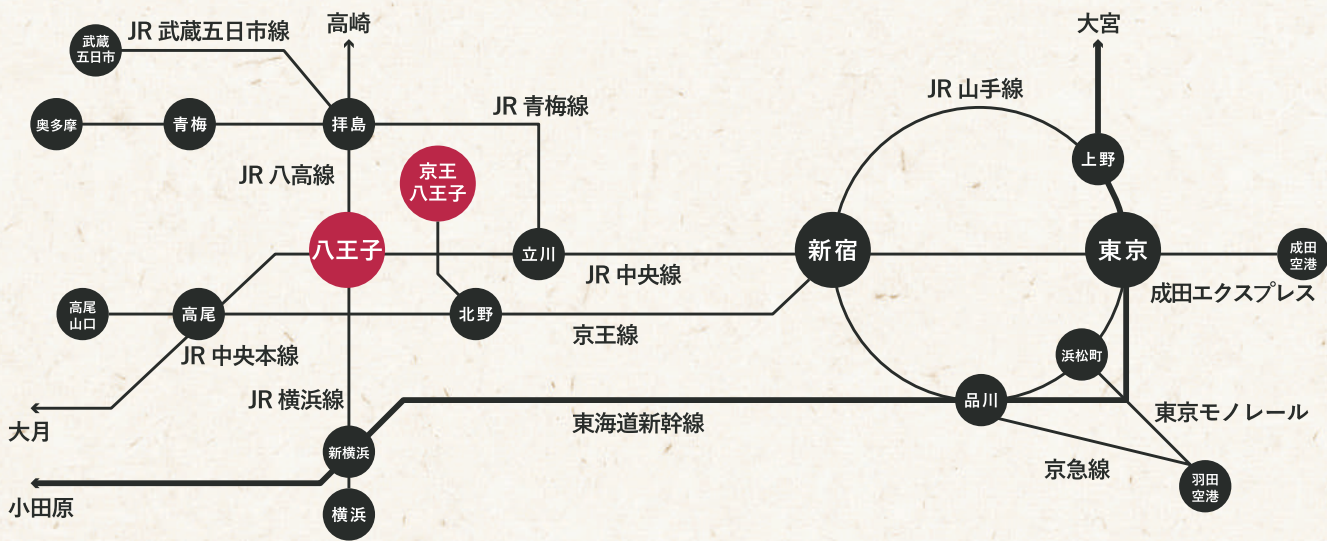 高崎
大宮
JR 武蔵五日市線
武蔵
五日市
JR 山手線
JR 青梅線
奥多摩
青梅
拝島
上野
JR 八高線
京王
八王子
八王子
立川
新宿
東京
成田
空港
JR 中央線
成田エクスプレス
高尾
山口
高尾
北野
京王線
JR 中央本線
浜松町
JR 横浜線
品川
東京モノレール
大月
東海道新幹線
新横浜
京急線
羽田
空港
小田原
横浜